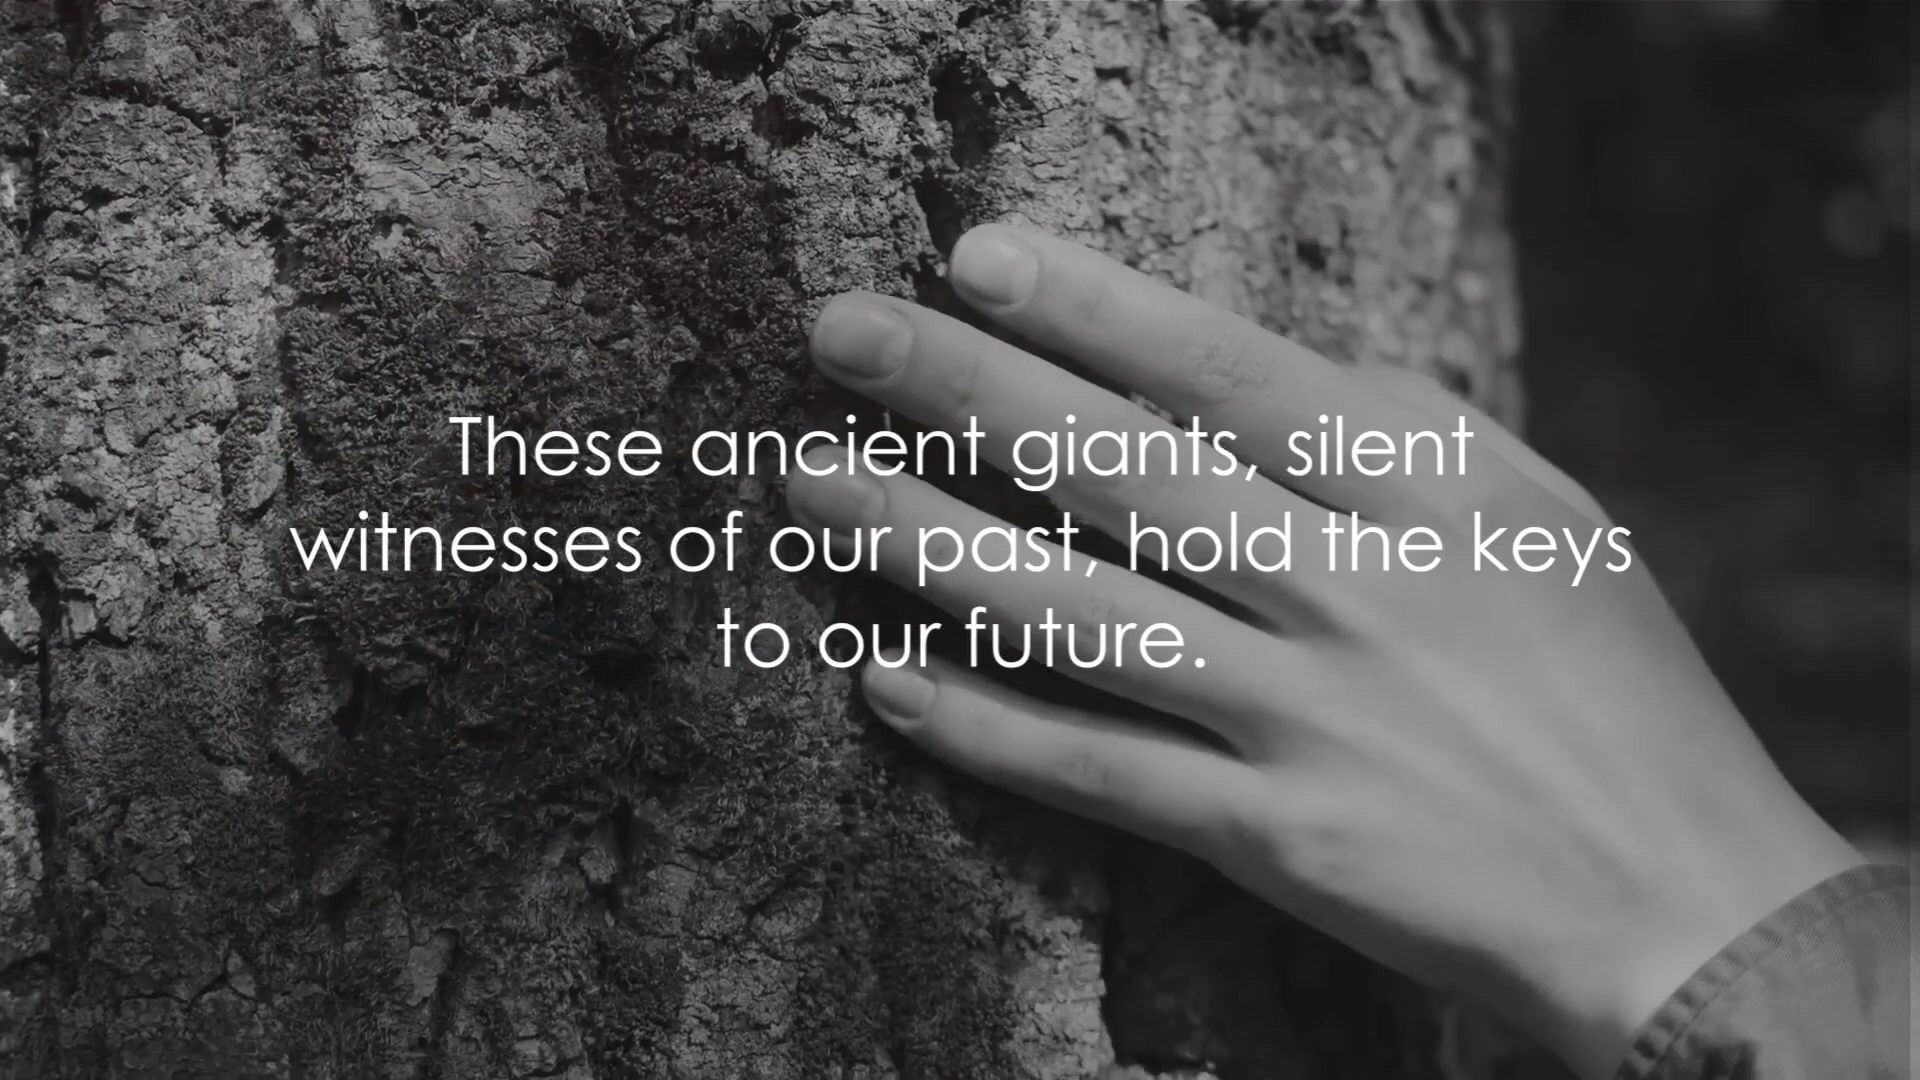 These ancient giants, silent
witnesses of our past, hold the keys
to our future.